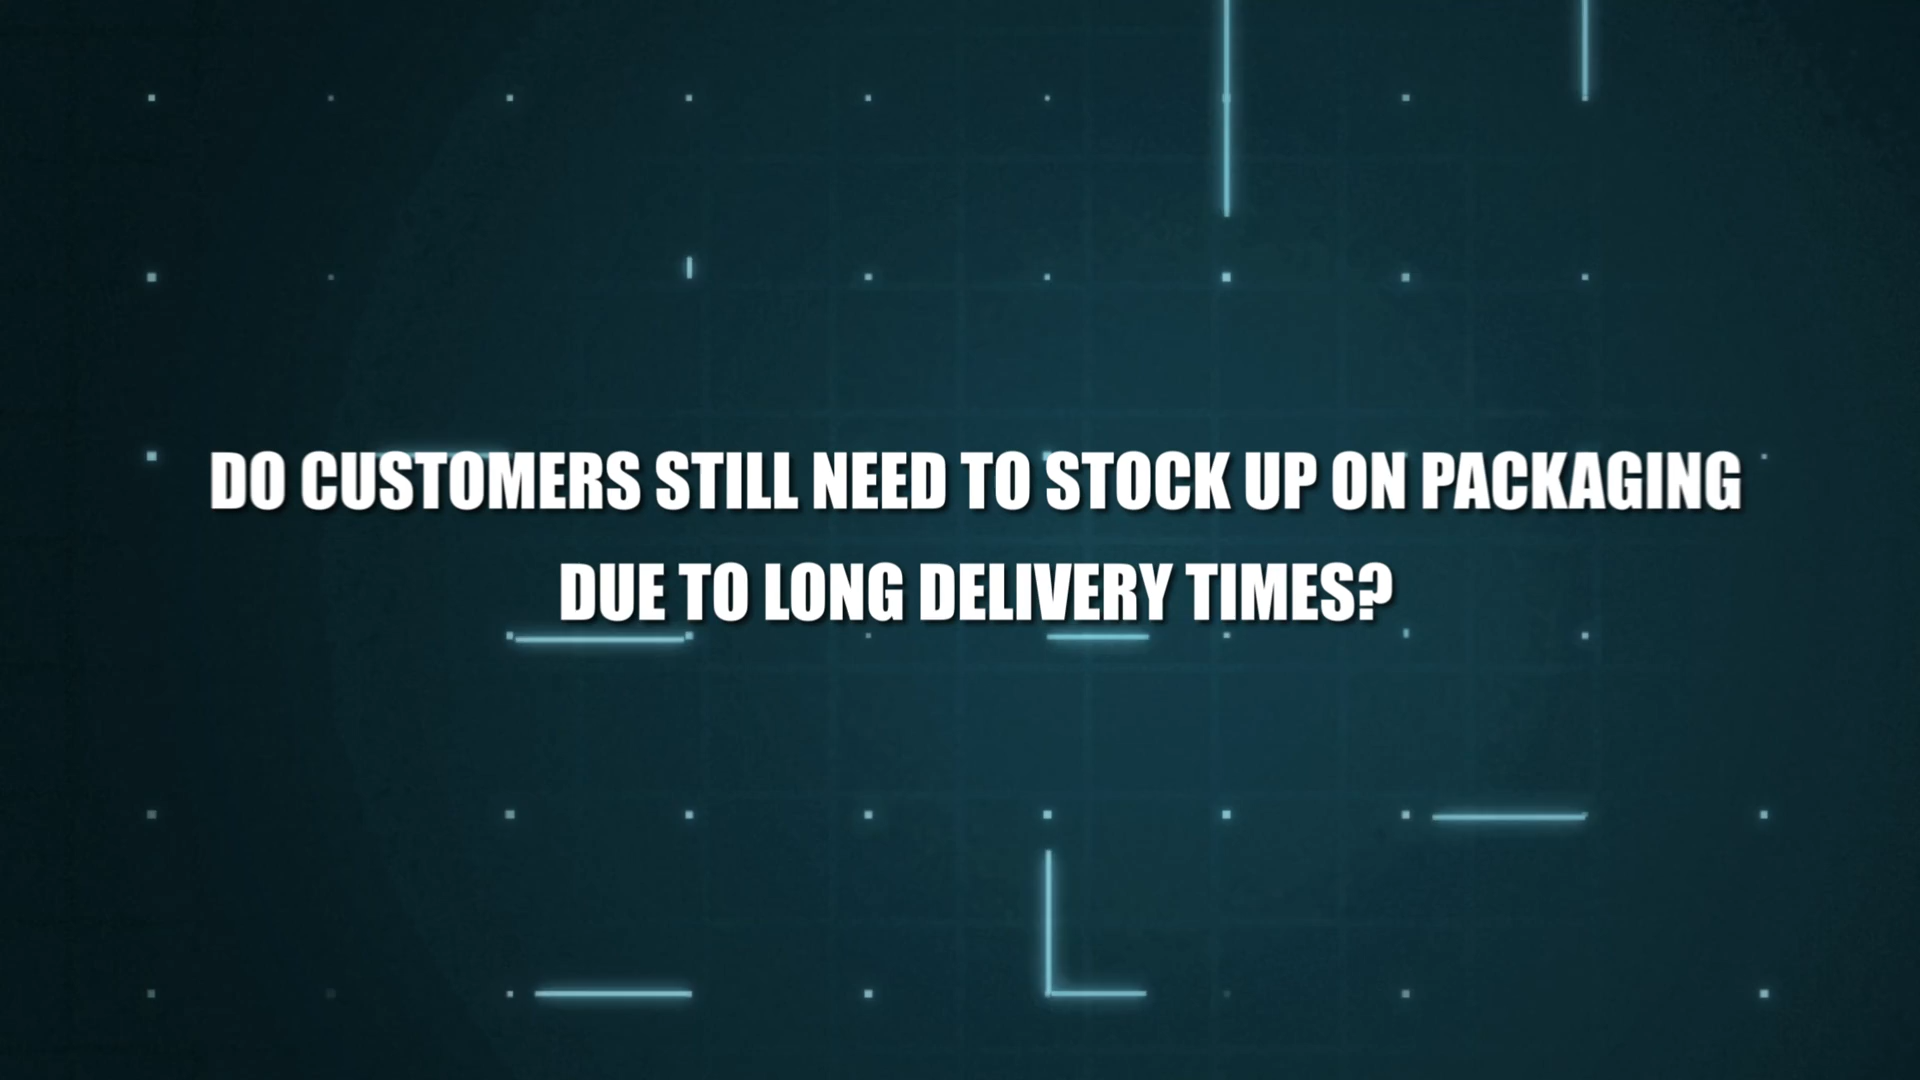 DO CUSTOMERS STILL NEED TO STOCK UP ON PACKAGING
DUE TO LONG DELIVERY TIMES?